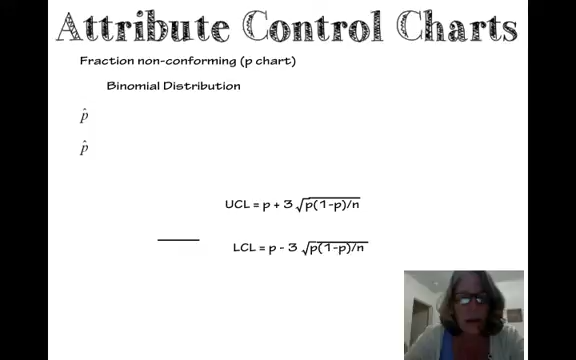 Attribute Control Charts
Fraction non-conforming (p chart)
Binomial Distribution
p̂
p̂
UCL = p + 3 √p(1-p)/n
LCL = p - 3 √p(1-p)/n